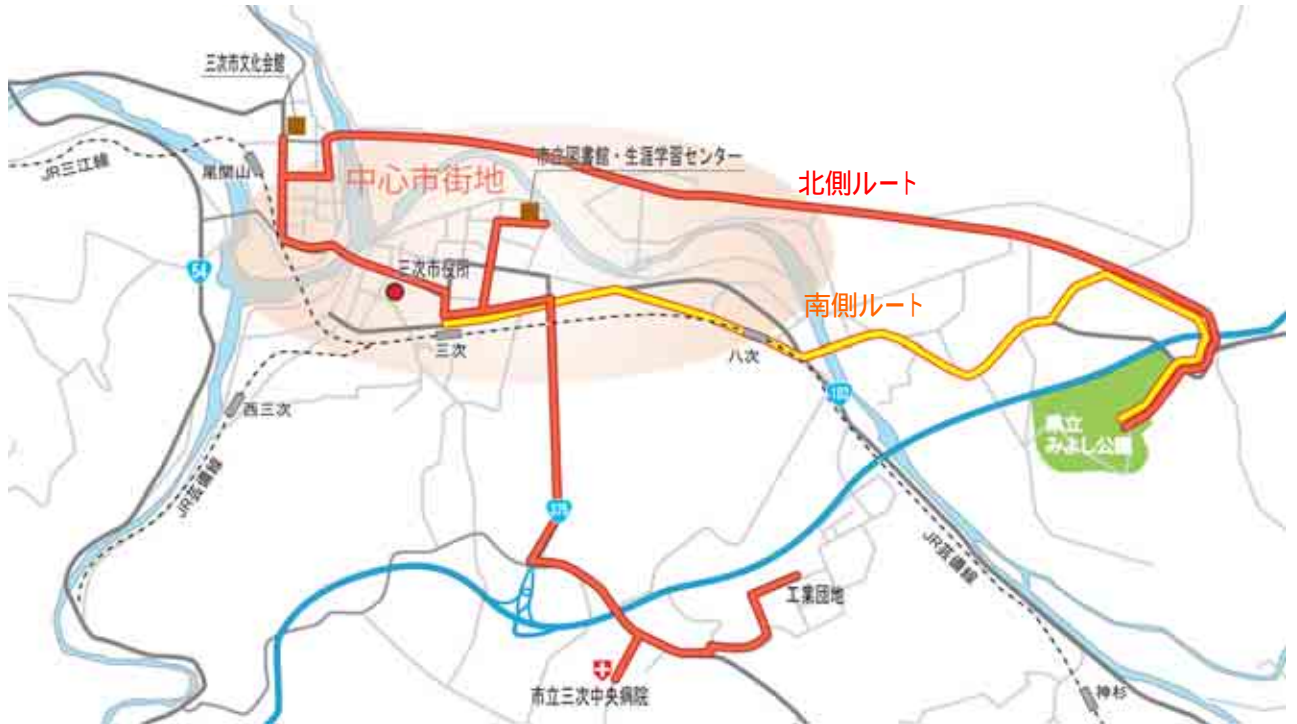 三次市文化会館
JR三江線
尾関山
中心市街地
市立図書館・生涯学習センター
北側ルート
54
三次市役所
南側ルート
三次
八次
183
西三次
県立
みよし公園
JR芸備線
375
JR芸備線
工業団地
市立三次中央病院
神杉